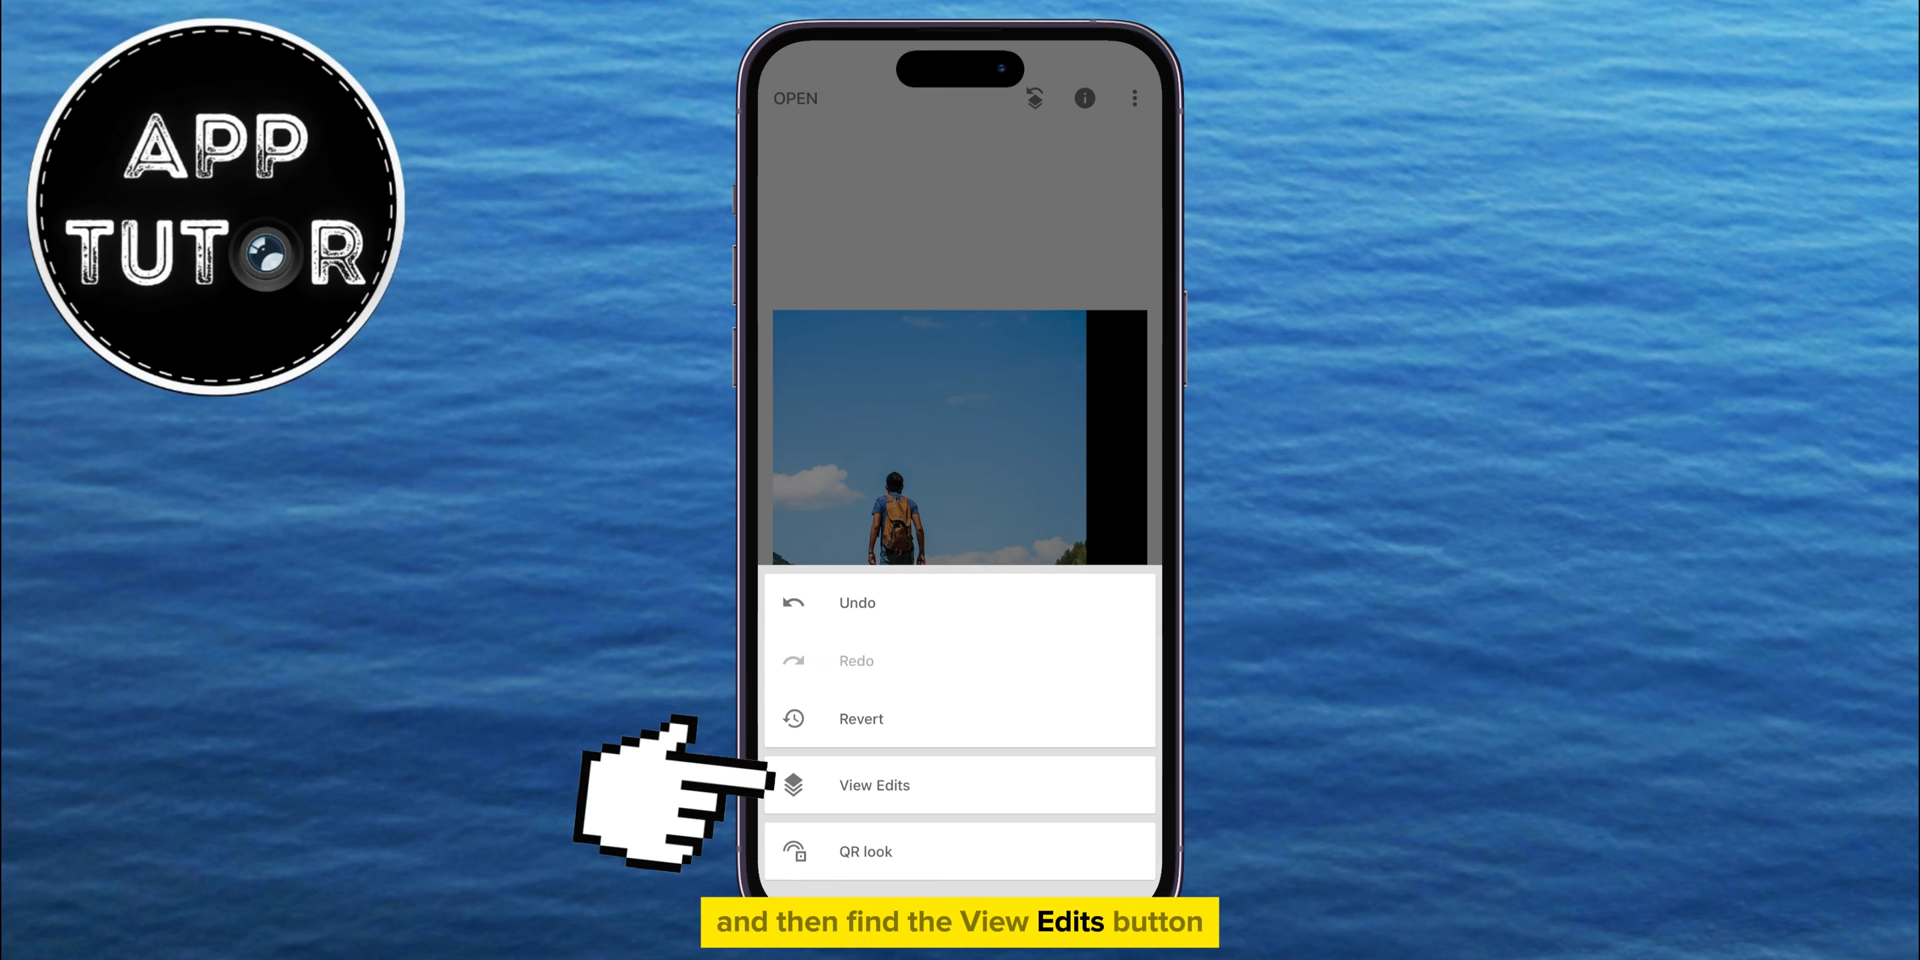 APP
TUTOR
OPEN
Undo
Redo
Revert
View Edits
QR look
and then find the View Edits button